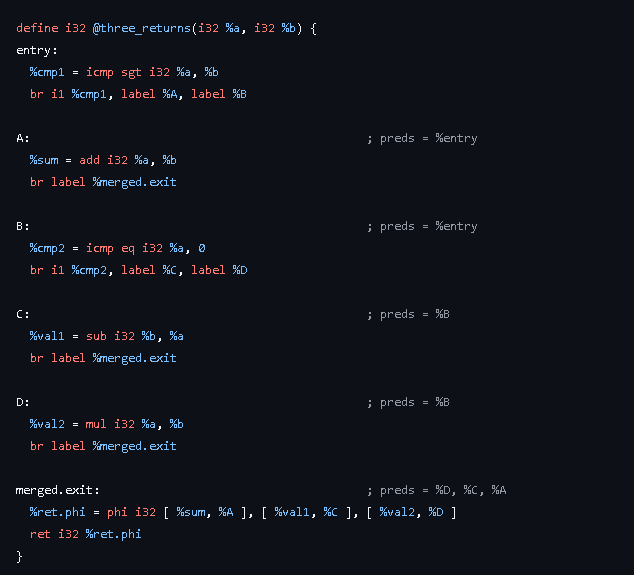 define i32 @three_returns(i32 %a, i32 %b) {
entry:
  %cmp1 = icmp sgt i32 %a, %b
  br i1 %cmp1, label %A, label %B

A:                                                ; preds = %entry
  %sum = add i32 %a, %b
  br label %merged.exit

B:                                                ; preds = %entry
  %cmp2 = icmp eq i32 %a, 0
  br i1 %cmp2, label %C, label %D

C:                                                ; preds = %B
  %val1 = sub i32 %b, %a
  br label %merged.exit

D:                                                ; preds = %B
  %val2 = mul i32 %a, %b
  br label %merged.exit

merged.exit:                                      ; preds = %D, %C, %A
  %ret.phi = phi i32 [ %sum, %A ], [ %val1, %C ], [ %val2, %D ]
  ret i32 %ret.phi
}